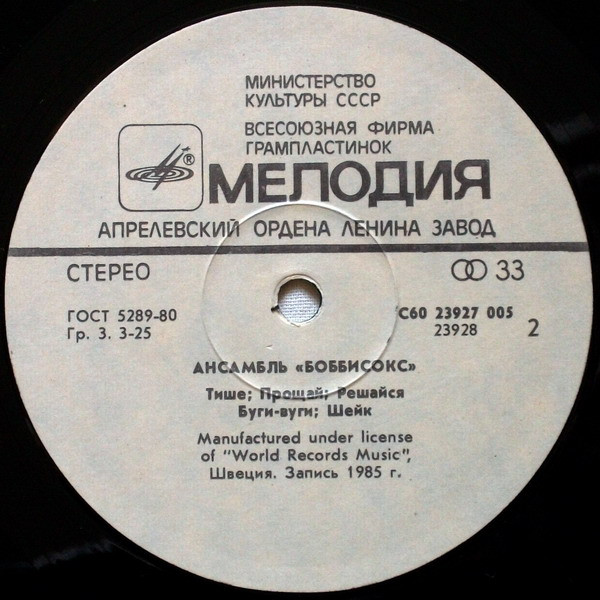 МИНИСТЕРСТВО
КУЛЬТУРЫ СССР
ВСЕСОЮЗНАЯ ФИРМА
ГРАМПЛАСТИНОК
®
МЕЛОДИЯ
АПРЕЛЕВСКИЙ ОРДЕНА ЛЕНИНА ЗАВОД
СТЕРЕО
33
ГОСТ 5289-80
Гр. 3. 3-25
С60 23927 005
23928
2
АНСАМБЛЬ «БОББИСОКС»
Тише; Прощай; Решайся
Буги-вуги; Шейк
Manufactured under license
of "World Records Music",
Швеция. Запись 1985 г.